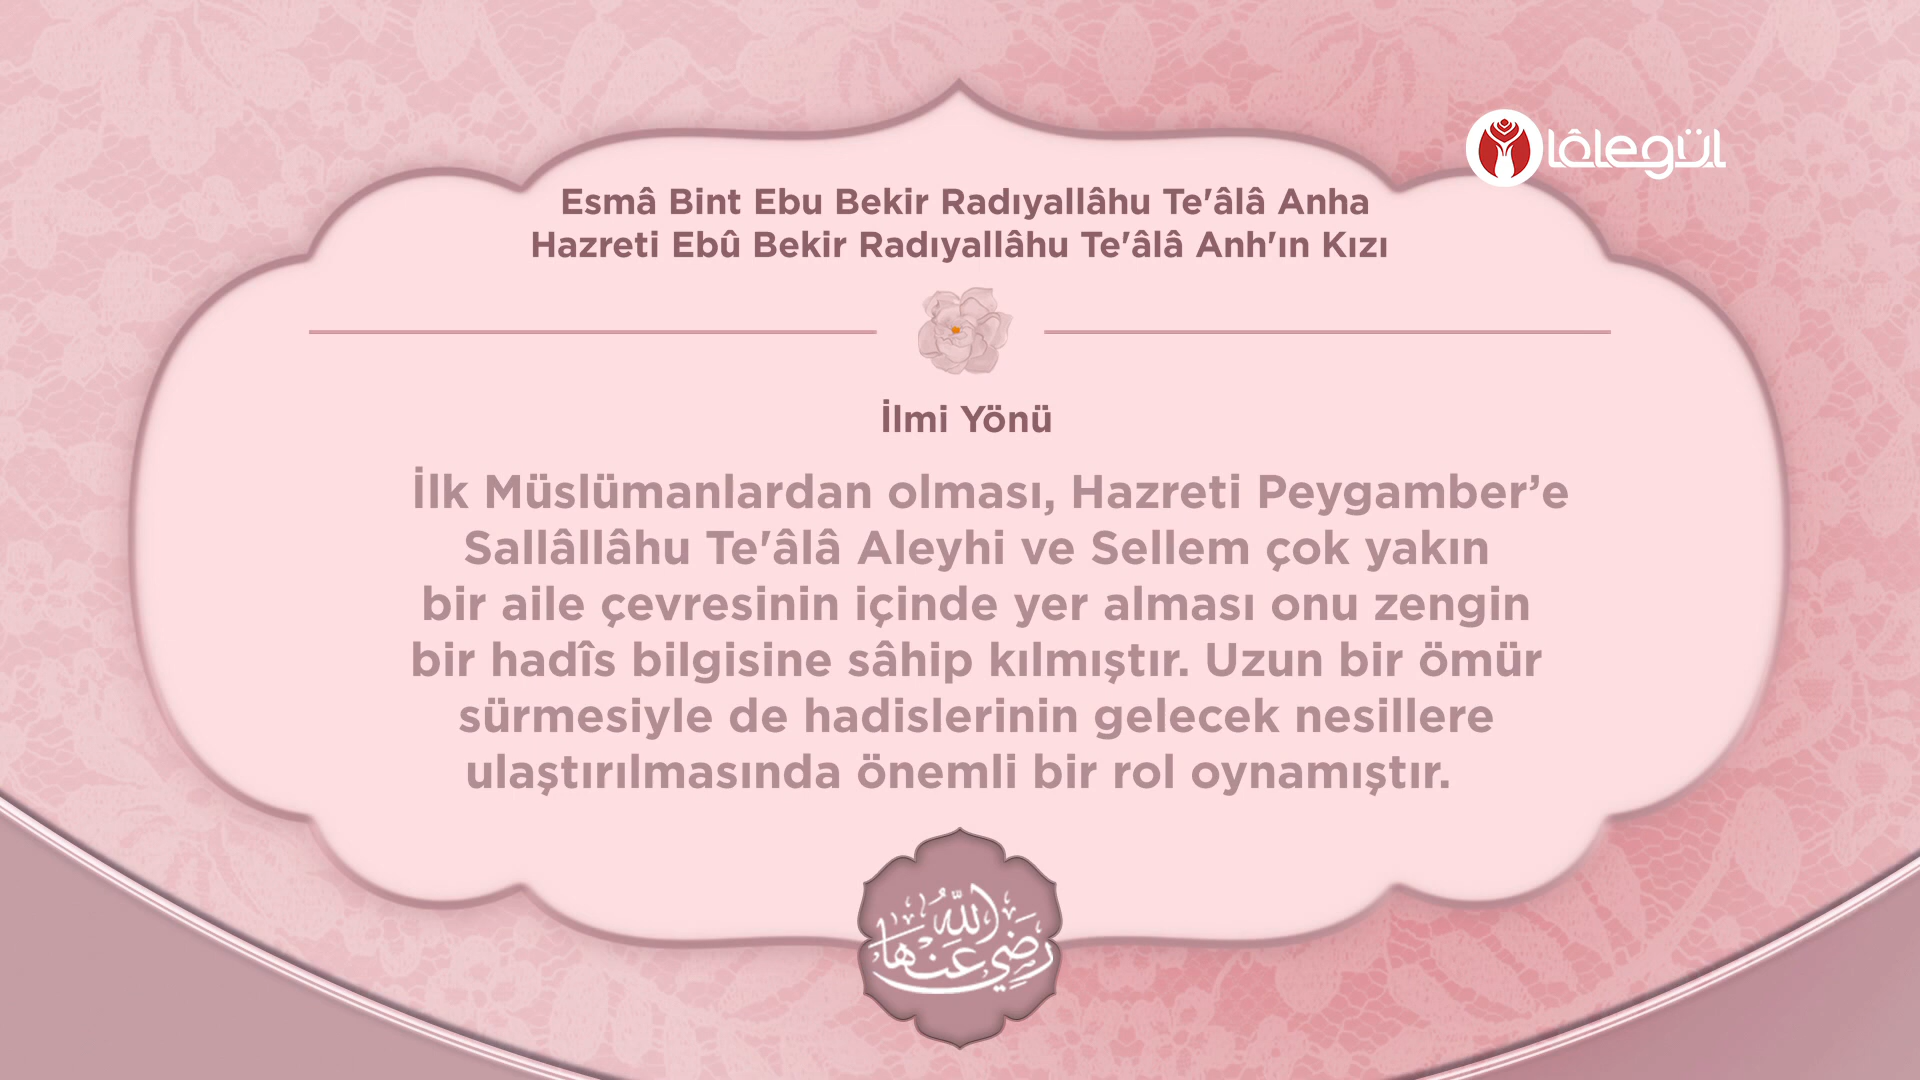 lâlegül
Esmâ Bint Ebu Bekir Radıyallâhu Te'âlâ Anha
Hazreti Ebû Bekir Radıyallâhu Te'âlâ Anh'ın Kızı
İlmi Yönü
İlk Müslümanlardan olması, Hazreti Peygamber’e
Sallâllâhu Te'âlâ Aleyhi ve Sellem çok yakın
bir aile çevresinin içinde yer alması onu zengin
bir hadîs bilgisine sâhip kılmıştır. Uzun bir ömür
sürmesiyle de hadislerinin gelecek nesillere
ulaştırılmasında önemli bir rol oynamıştır.
رَضِيَ اللّٰهُ عَنْهَا